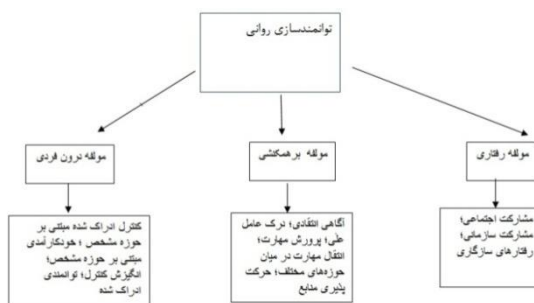 توانمندسازی روانی
مولفه رفتاری
مولفه برهمکنشی
مولفه درون فردی
مشارکت اجتماعی؛
مشارکت سازمانی؛
رفتارهای سازگاری
آگاهی انتقادی؛ درک عامل
علی؛ پرورش مهارت؛
انتقال مهارت در میان
حوزه‌های مختلف؛ حرکت
پذیری منابع
کنترل ادراک شده مبتنی بر
حوزه مشخص ؛ خودکارآمدی
مبتنی بر حوزه مشخص؛
انگیزش کنترل؛ توانمندی
ادراک شده